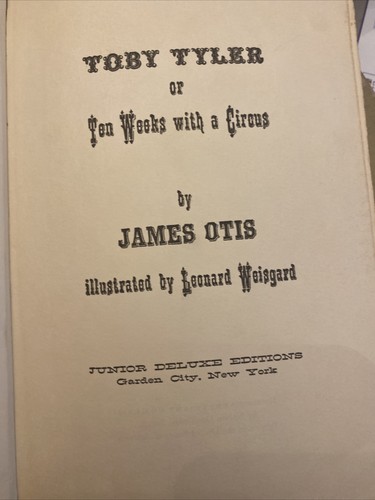 TOBY TYLER
or
Ten Weeks with a Circus
by
JAMES OTIS
illustrated by Leonard Weisgard
JUNIOR DELUXE EDITIONS
Garden City, New York